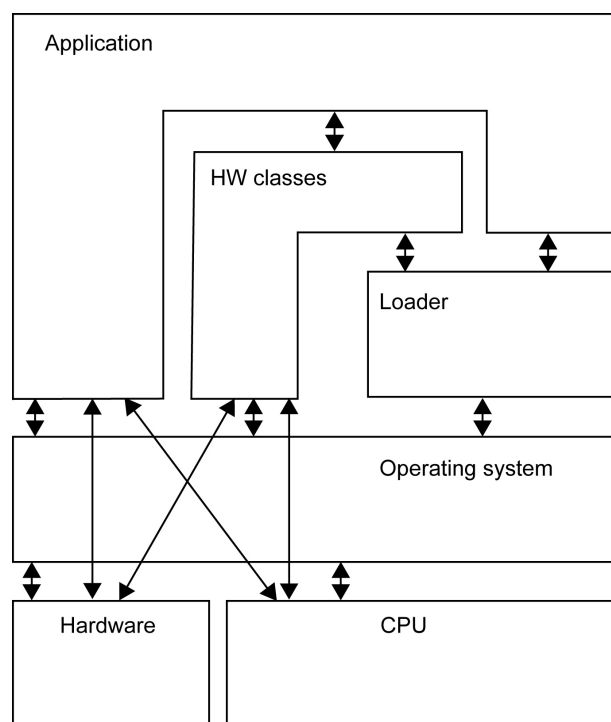 Application
HW classes
Loader
Operating system
Hardware
CPU